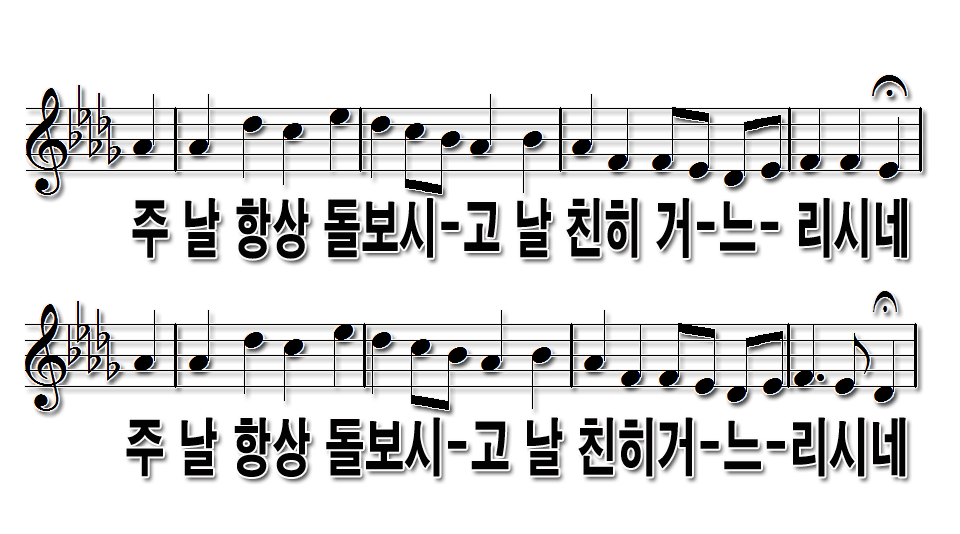 주 날 항상 돌보시-고 날 친히 거-느- 리시네
주 날 항상 돌보시-고 날 친히거-느-리시네